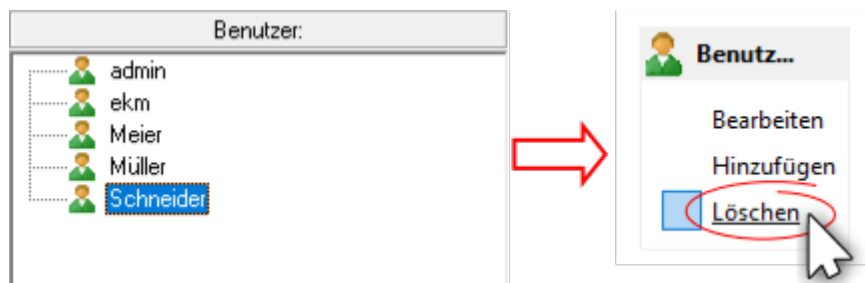 Benutzer:
admin
ekm
Meier
Müller
Schneider
Benutz...
Bearbeiten
Hinzufügen
Löschen